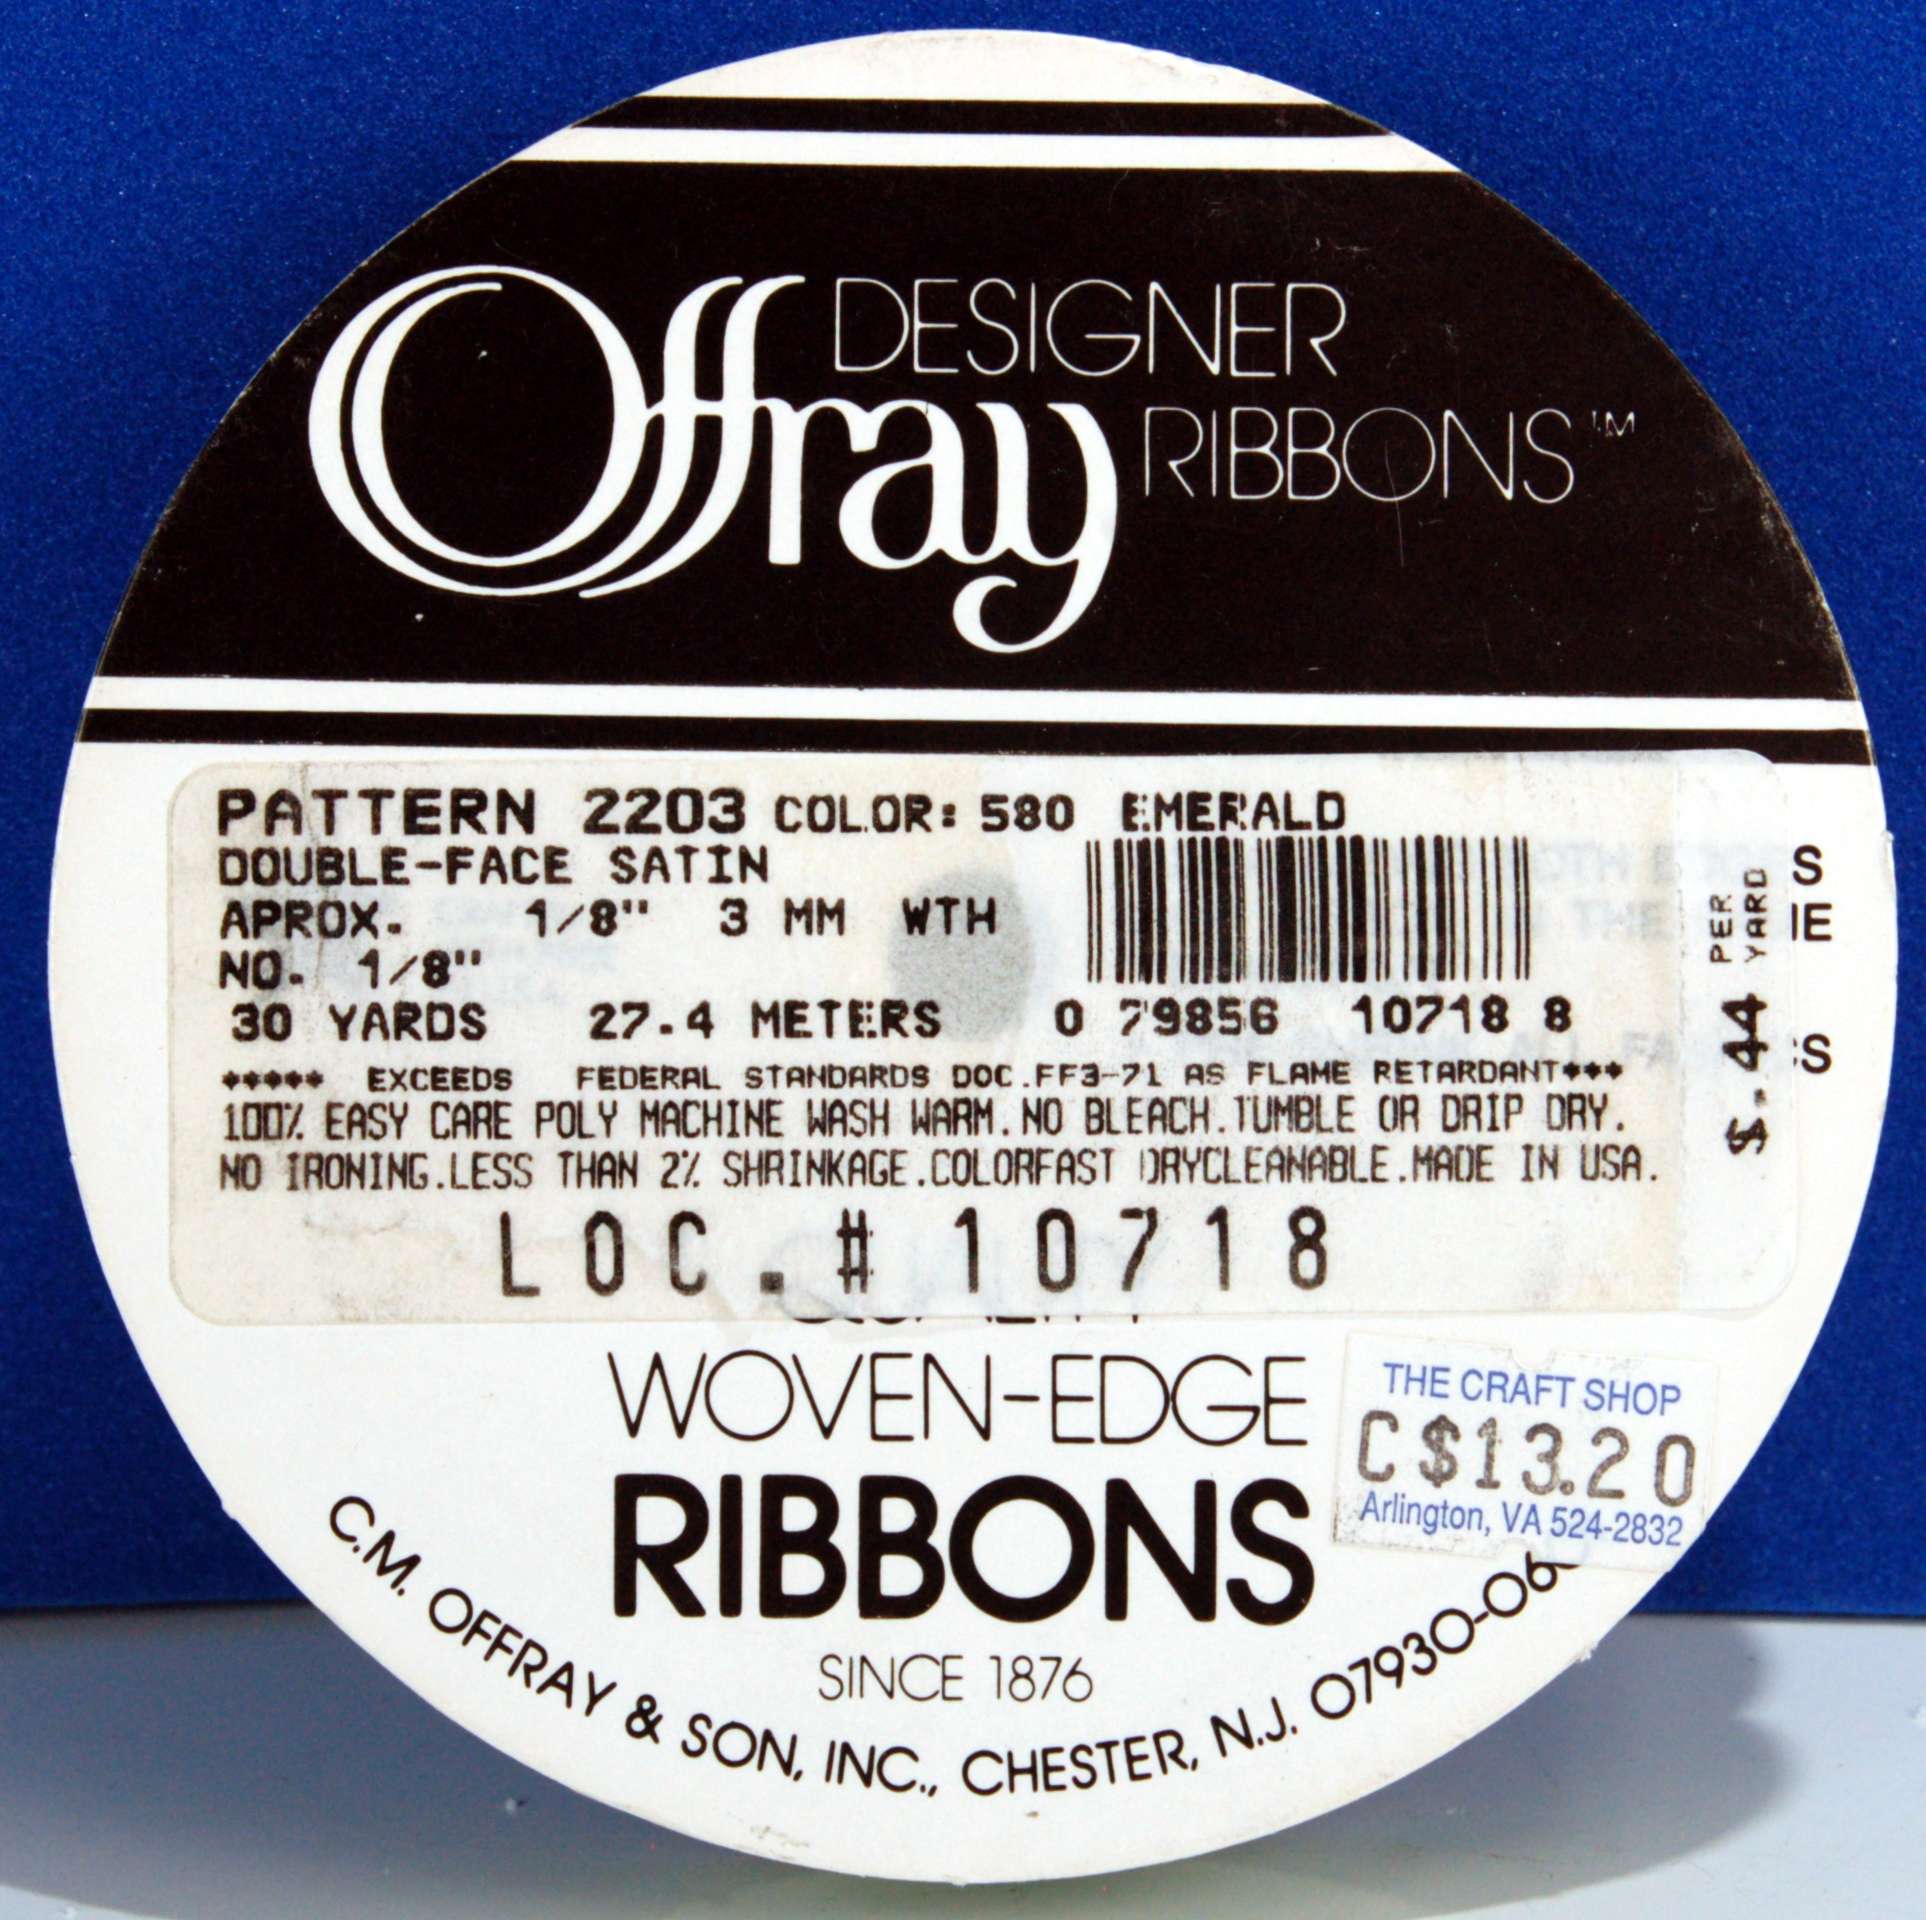 Offray DESIGNER
RIBBONS™
PATTERN 2203 COLOR: 580 EMERALD
DOUBLE-FACE SATIN
APROX. 1/8" 3 MM WTH
NO. 1/8"
30 YARDS 27.4 METERS 0 79856 10718 8
***** EXCEEDS FEDERAL STANDARDS DOC.FF3-71 AS FLAME RETARDANT***
100% EASY CARE POLY MACHINE WASH WARM.NO BLEACH.TUMBLE OR DRIP DRY.
NO IRONING.LESS THAN 2% SHRINKAGE.COLORFAST DRYCLEANABLE.MADE IN USA.
LOC.# 10718
$.44 PER
YARD
WOVEN-EDGE
RIBBONS
SINCE 1876
C.M. OFFRAY & SON, INC., CHESTER, N.J.
THE CRAFT SHOP
C$13.20
Arlington, VA 524-2832